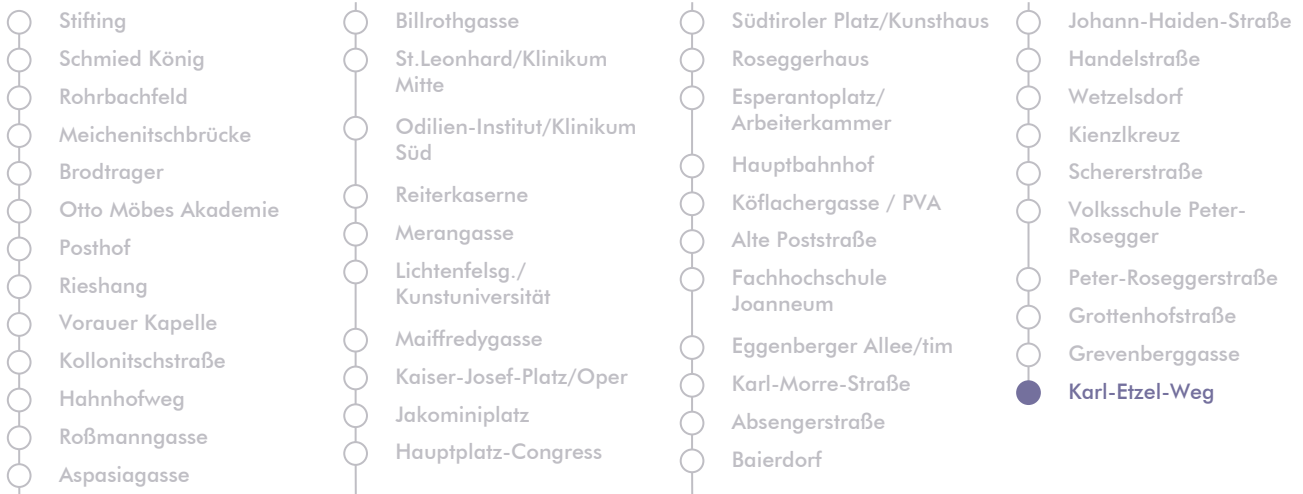 Stifting
Schmied König
Rohrbachfeld
Meichenitschbrücke
Brodtrager
Otto Möbes Akademie
Posthof
Rieshang
Vorauer Kapelle
Kollonitschstraße
Hahnhofweg
Roßmanngasse
Aspasiagasse
Billrothgasse
St.Leonhard/Klinikum
Mitte
Odilien-Institut/Klinikum
Süd
Reiterkaserne
Merangasse
Lichtenfelsg./
Kunstuniversität
Maiffredygasse
Kaiser-Josef-Platz/Oper
Jakominiplatz
Hauptplatz-Congress
Südtiroler Platz/Kunsthaus
Roseggerhaus
Esperantoplatz/
Arbeiterkammer
Hauptbahnhof
Köflachergasse / PVA
Alte Poststraße
Fachhochschule
Joanneum
Eggenberger Allee/tim
Karl-Morre-Straße
Absengerstraße
Baierdorf
Johann-Haiden-Straße
Handelstraße
Wetzelsdorf
Kienzlkreuz
Schererstraße
Volksschule Peter-
Rosegger
Peter-Roseggerstraße
Grottenhofstraße
Grevenberggasse
Karl-Etzel-Weg